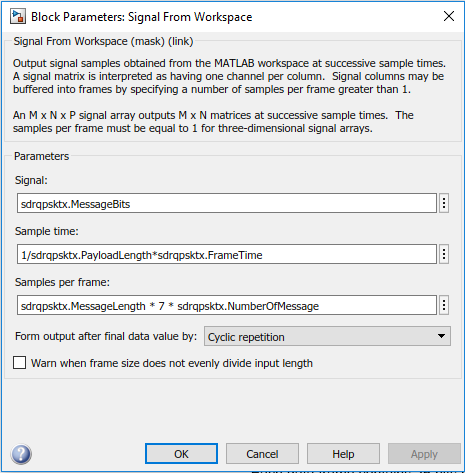 Block Parameters: Signal From Workspace
Signal From Workspace (mask) (link)
Output signal samples obtained from the MATLAB workspace at successive sample times.
A signal matrix is interpreted as having one channel per column.  Signal columns may be
buffered into frames by specifying a number of samples per frame greater than 1.
An M x N x P signal array outputs M x N matrices at successive sample times.  The
samples per frame must be equal to 1 for three-dimensional signal arrays.
Parameters
Signal:
sdrqpsktx.MessageBits
Sample time:
1/sdrqpsktx.PayloadLength*sdrqpsktx.FrameTime
Samples per frame:
sdrqpsktx.MessageLength * 7 * sdrqpsktx.NumberOfMessage
Form output after final data value by: Cyclic repetition
Warn when frame size does not evenly divide input length
? OK Cancel Help Apply